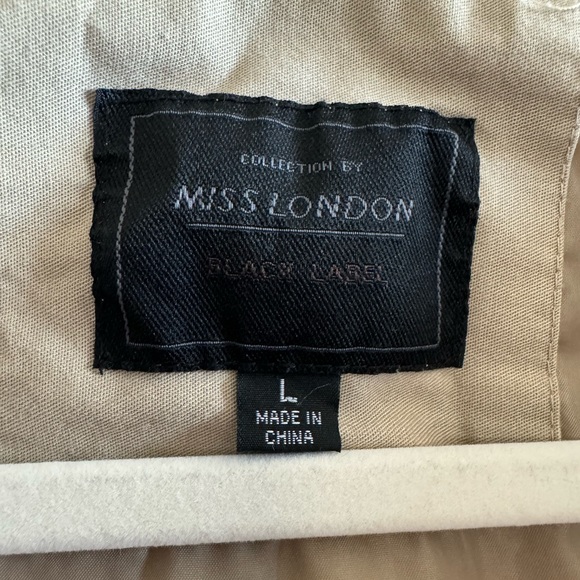 COLLECTION BY
MISS LONDON
BLACK LABEL
L
MADE IN
CHINA